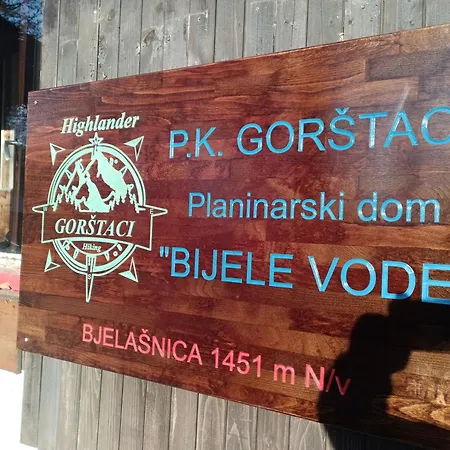 Highlander
GORŠTACI
Hiking
P.K. GORŠTAC
Planinarski dom
"BIJELE VODE
BJELAŠNICA 1451 m N/v